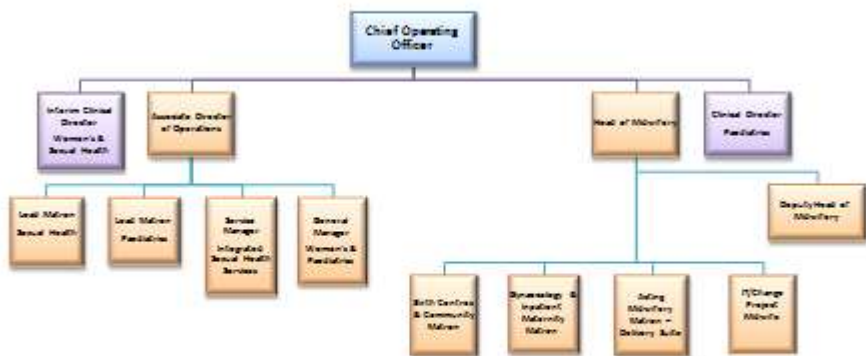 Chief Operating
Officer
Interim Clinical
Director
Women's &
Sexual Health
Associate Director
of Operations
Head of Midwifery
Clinical Director
Paediatrics
Lead Matron
Sexual Health
Lead Matron
Paediatrics
Service
Manager
Integrated
Sexual Health
Services
General
Manager
Women's &
Paediatrics
Deputy Head of
Midwifery
Birth Centres
& Community
Matron
Gynaecology &
Inpatient
Maternity
Matron
Acting
Midwifery
Matron –
Delivery Suite
IT/Change
Project
Midwife